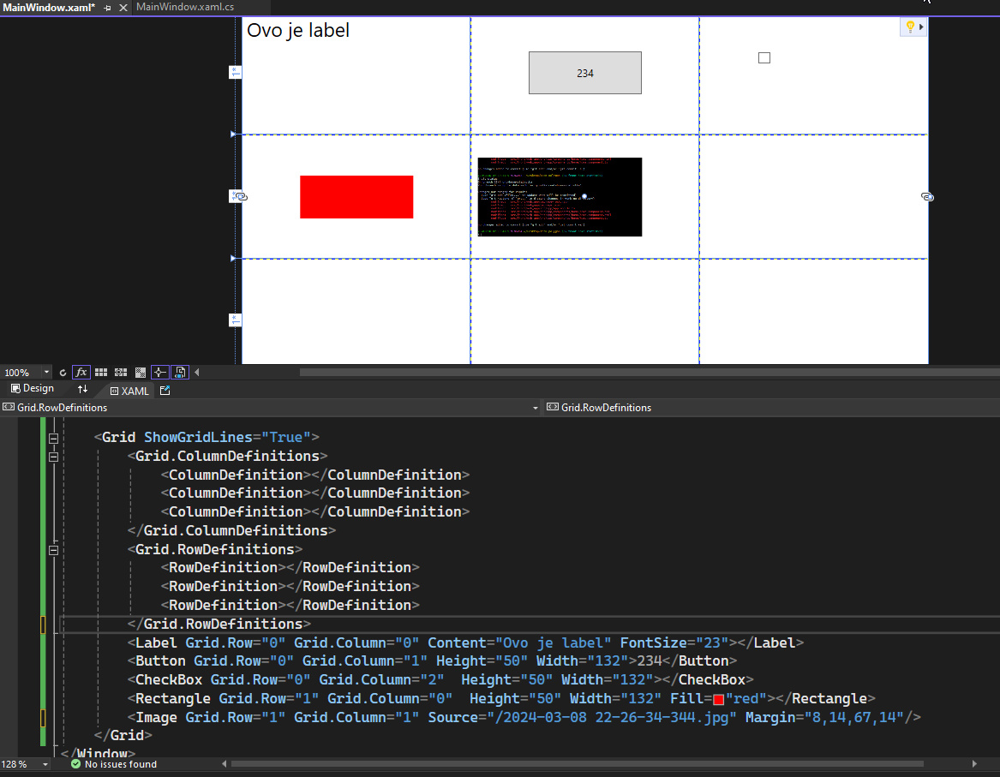 MainWindow.xaml*
MainWindow.xaml.cs
Ovo je label
234
100%
fx
Design
XAML
Grid.RowDefinitions
Grid.RowDefinitions
<Grid ShowGridLines="True">
<Grid.ColumnDefinitions>
<ColumnDefinition></ColumnDefinition>
<ColumnDefinition></ColumnDefinition>
<ColumnDefinition></ColumnDefinition>
</Grid.ColumnDefinitions>
<Grid.RowDefinitions>
<RowDefinition></RowDefinition>
<RowDefinition></RowDefinition>
<RowDefinition></RowDefinition>
</Grid.RowDefinitions>
<Label Grid.Row="0" Grid.Column="0" Content="Ovo je label" FontSize="23"></Label>
<Button Grid.Row="0" Grid.Column="1" Height="50" Width="132">234</Button>
<CheckBox Grid.Row="0" Grid.Column="2"  Height="50" Width="132"></CheckBox>
<Rectangle Grid.Row="1" Grid.Column="0"  Height="50" Width="132" Fill="red"></Rectangle>
<Image Grid.Row="1" Grid.Column="1" Source="/2024-03-08 22-26-34-344.jpg" Margin="8,14,67,14"/>
</Grid>
</Window>
128 %
No issues found